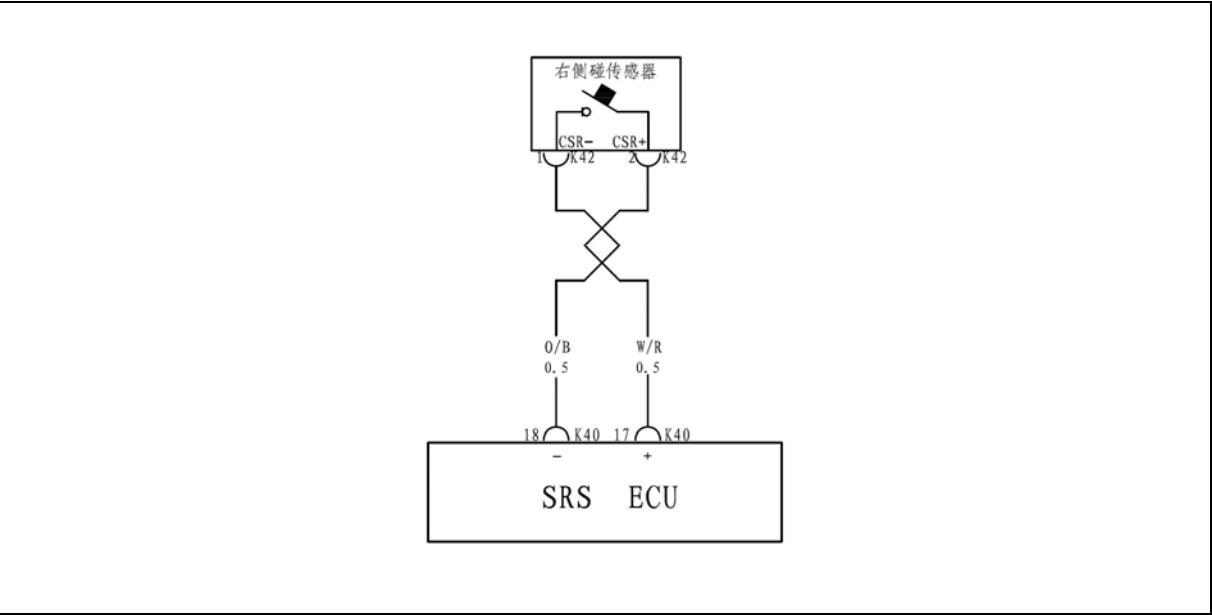 右侧碰传感器
CSR- CSR+
1 K42 2 K42
O/B W/R
0.5 0.5
18 K40 17 K40
- +
SRS ECU